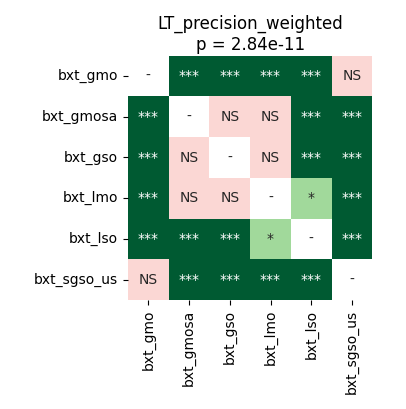 LT_precision_weighted
p = 2.84e-11
bxt_gmo - *** *** *** *** NS
bxt_gmosa *** - NS NS *** ***
bxt_gso *** NS - NS *** ***
bxt_lmo *** NS NS - * ***
bxt_lso *** *** *** * - ***
bxt_sgso_us NS *** *** *** *** -
bxt_gmo bxt_gmosa bxt_gso bxt_lmo bxt_lso bxt_sgso_us